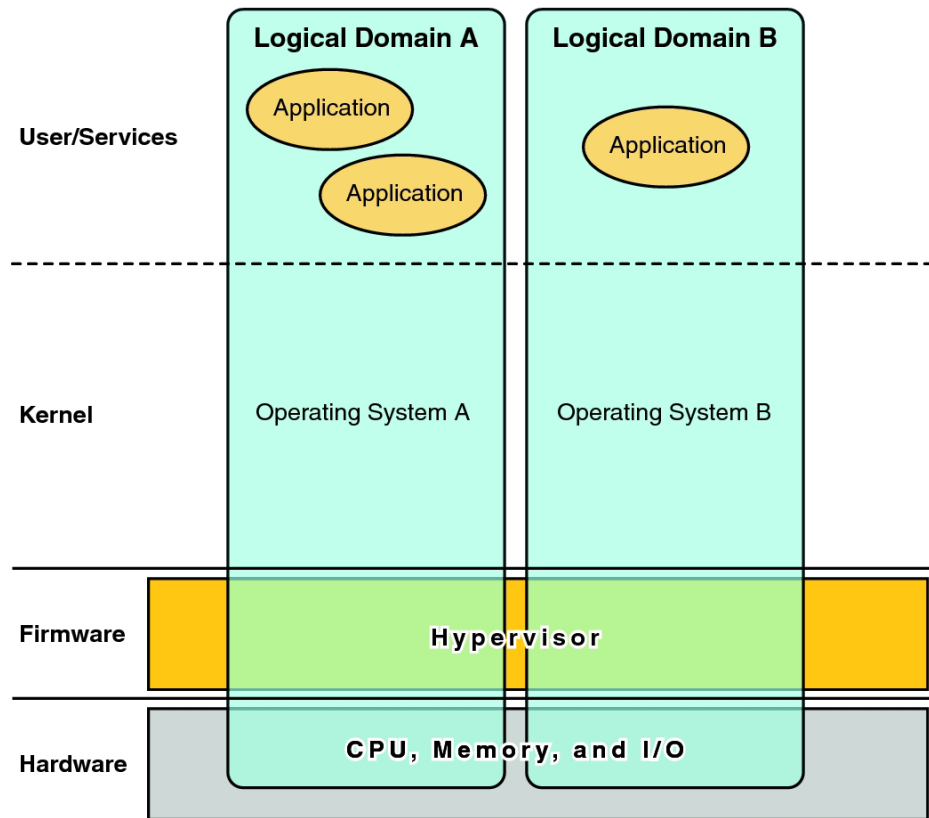 Logical Domain A
Logical Domain B
Application
Application
Application
User/Services
Kernel
Operating System A
Operating System B
Firmware
Hypervisor
Hardware
CPU, Memory, and I/O